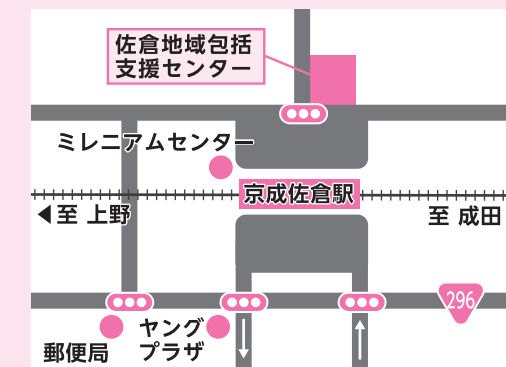 佐倉地域包括
支援センター
ミレニアムセンター
京成佐倉駅
至 上野
至 成田
296
ヤング
プラザ
郵便局